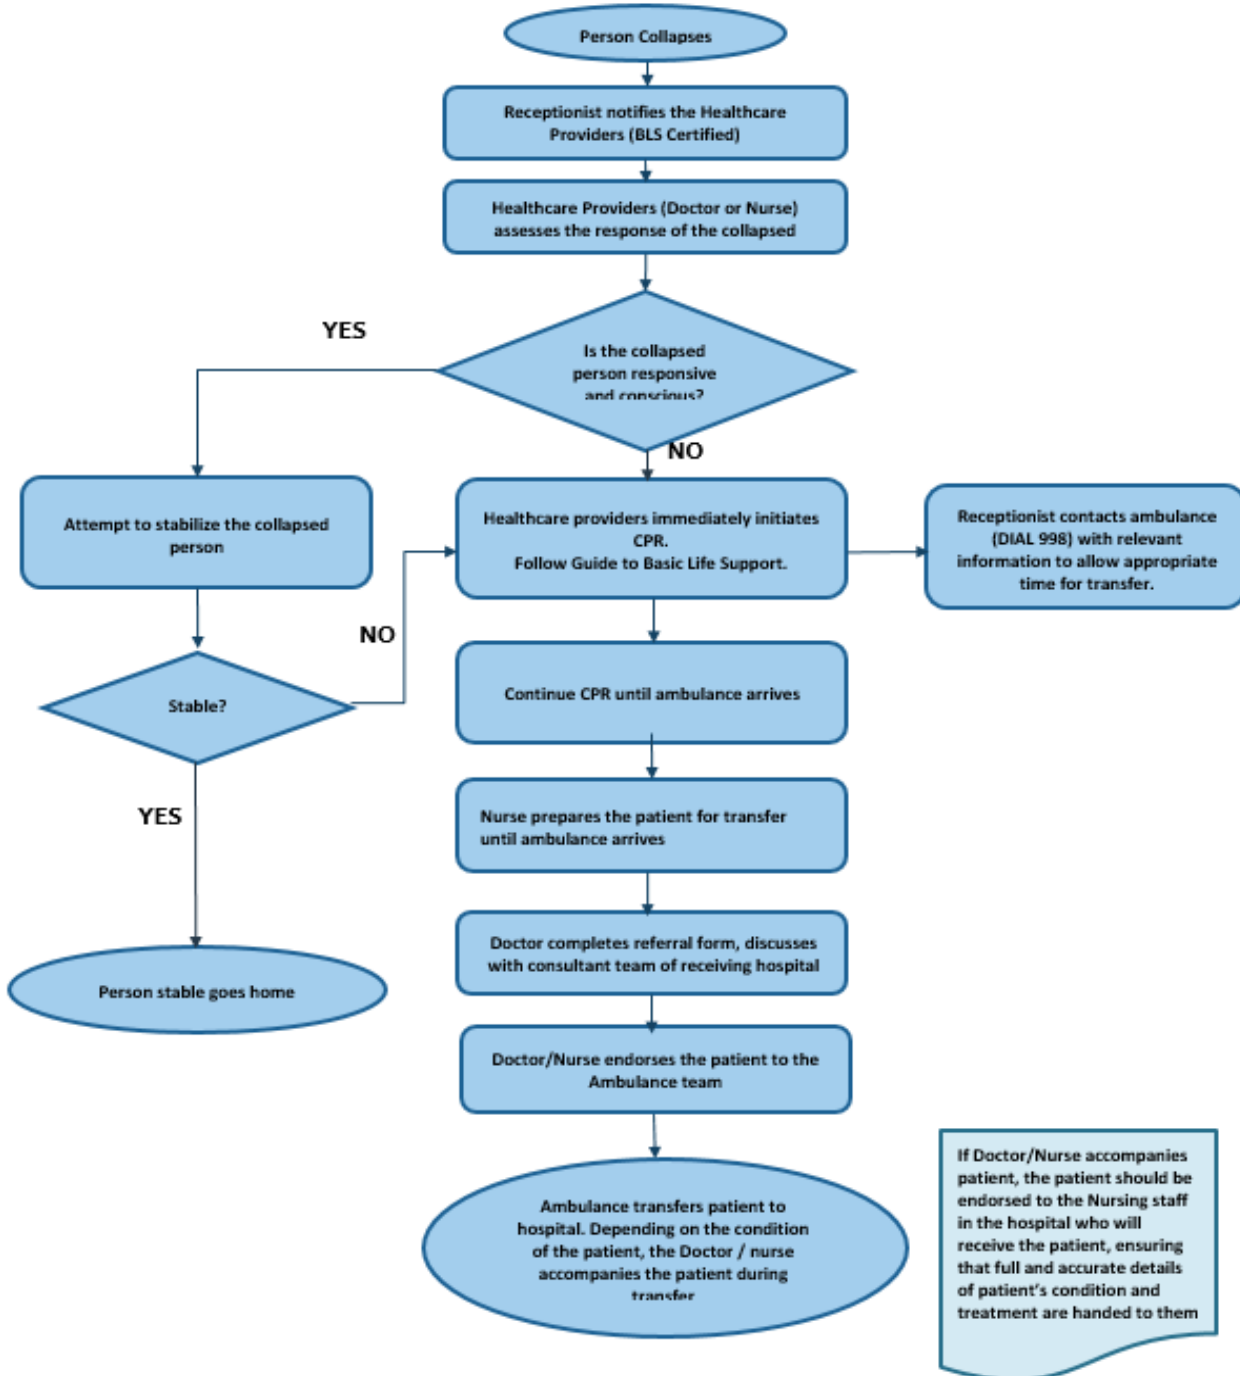 Person Collapses
Receptionist notifies the Healthcare
Providers (BLS Certified)
Healthcare Providers (Doctor or Nurse)
assesses the response of the collapsed
YES
Is the collapsed
person responsive
and conscious?
NO
Attempt to stabilize the collapsed
person
Healthcare providers immediately initiates
CPR.
Follow Guide to Basic Life Support.
Receptionist contacts ambulance
(DIAL 998) with relevant
information to allow appropriate
time for transfer.
NO
Stable?
Continue CPR until ambulance arrives
YES
Nurse prepares the patient for transfer
until ambulance arrives
Doctor completes referral form, discusses
with consultant team of receiving hospital
Person stable goes home
Doctor/Nurse endorses the patient to the
Ambulance team
Ambulance transfers patient to
hospital. Depending on the condition
of the patient, the Doctor / nurse
accompanies the patient during
transfer
If Doctor/Nurse accompanies
patient, the patient should be
endorsed to the Nursing staff
in the hospital who will
receive the patient, ensuring
that full and accurate details
of patient's condition and
treatment are handed to them